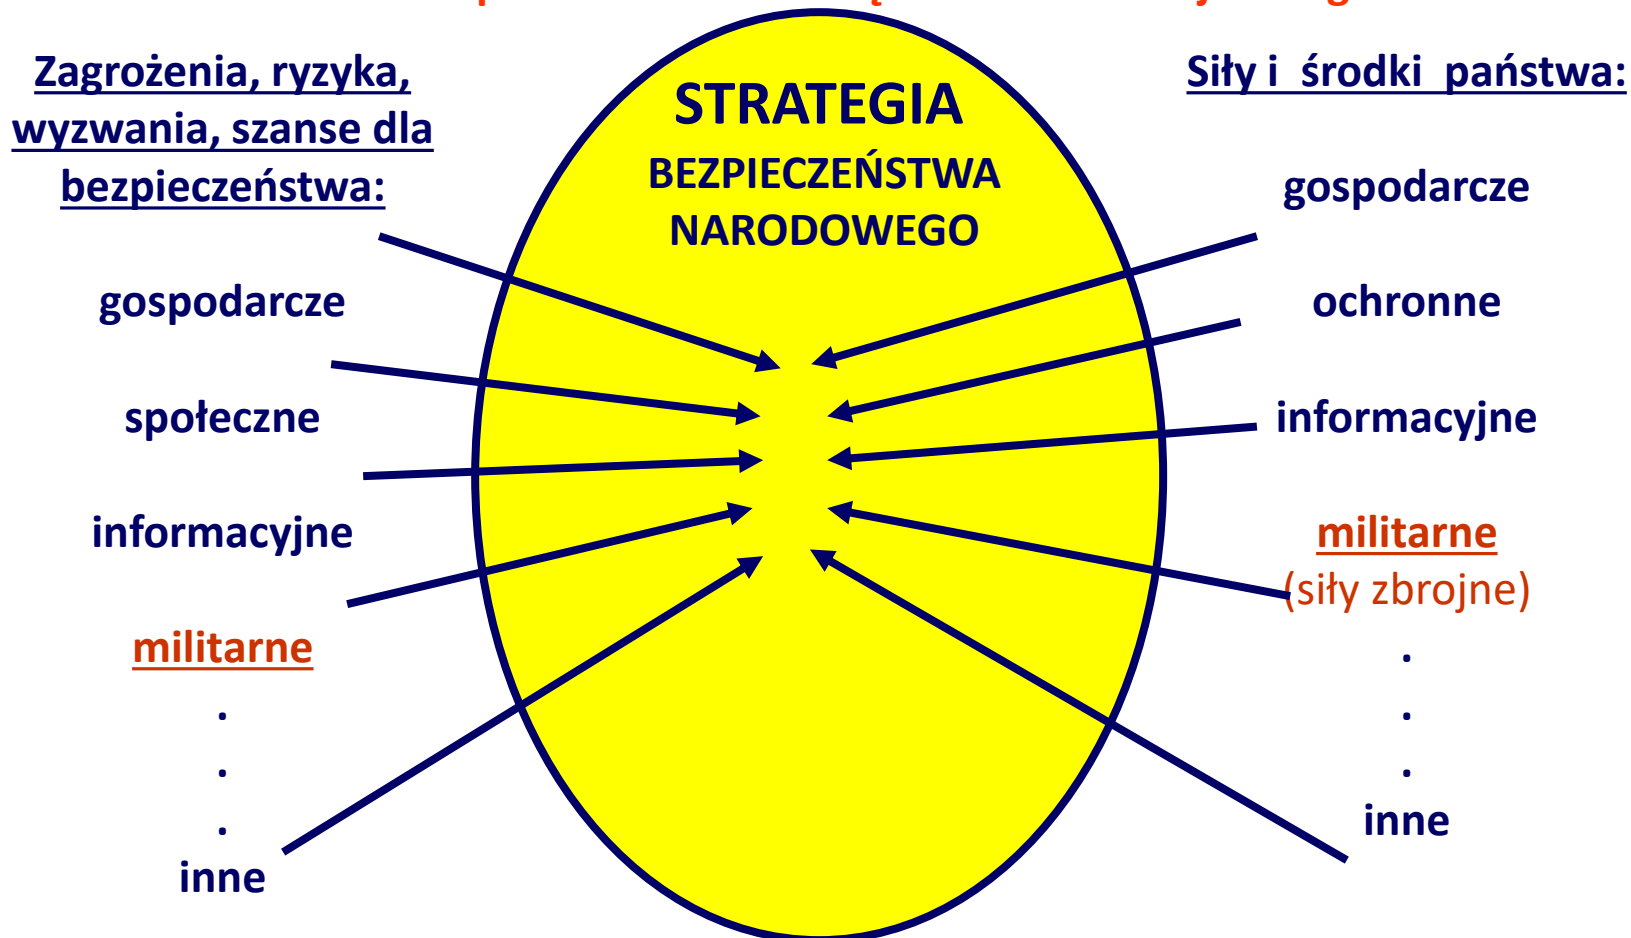 Zagrożenia, ryzyka,
wyzwania, szanse dla
bezpieczeństwa:
gospodarcze
społeczne
informacyjne
militarne
.
.
.
inne
STRATEGIA
BEZPIECZEŃSTWA
NARODOWEGO
Siły i środki państwa:
gospodarcze
ochronne
informacyjne
militarne
(siły zbrojne)
.
.
.
inne